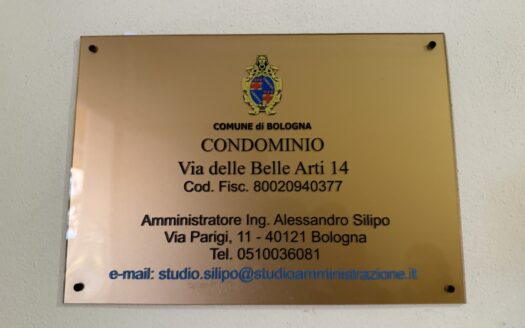 COMUNE di BOLOGNA
CONDOMINIO
Via delle Belle Arti 14
Cod. Fisc. 80020940377
Amministratore Ing. Alessandro Silipo
Via Parigi, 11 - 40121 Bologna
Tel. 0510036081
e-mail: studio.silipo@studioamministrazione.it